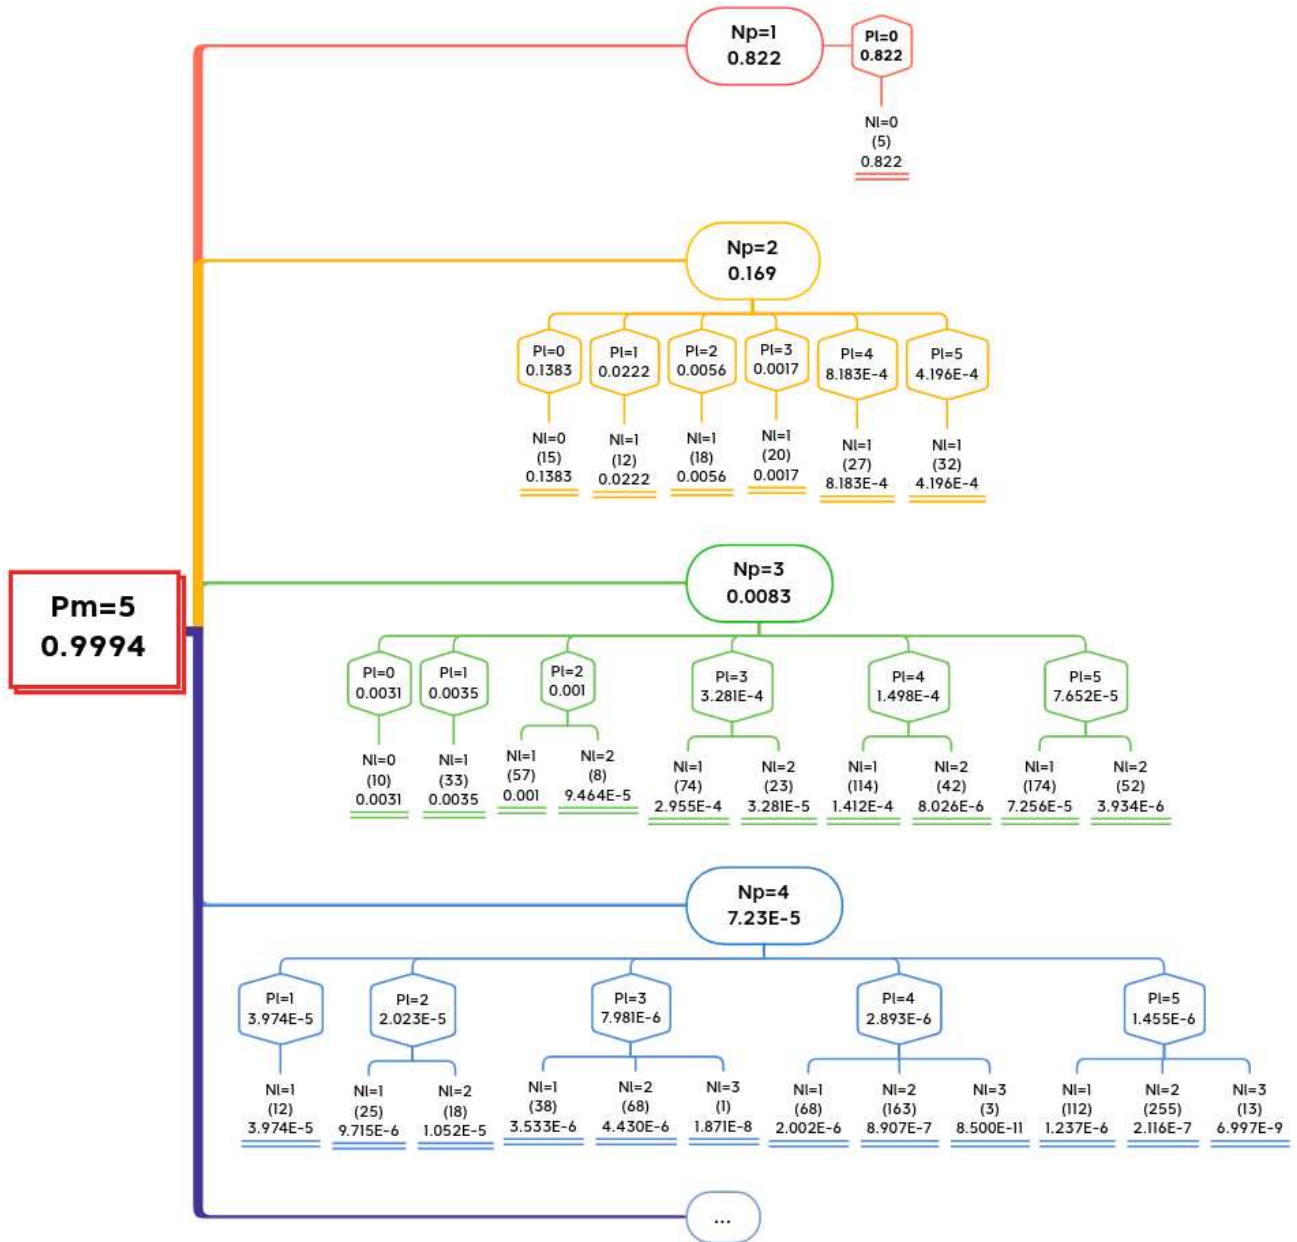 Np=1
0.822
Pl=0
0.822
Nl=0
(5)
0.822
Np=2
0.169
Pl=0
0.1383
Pl=1
0.0222
Pl=2
0.0056
Pl=3
0.0017
Pl=4
8.183E-4
Pl=5
4.196E-4
Nl=0
(15)
0.1383
Nl=1
(12)
0.0222
Nl=1
(18)
0.0056
Nl=1
(20)
0.0017
Nl=1
(27)
8.183E-4
Nl=1
(32)
4.196E-4
Pm=5
0.9994
Np=3
0.0083
Pl=0
0.0031
Pl=1
0.0035
Pl=2
0.001
Pl=3
3.281E-4
Pl=4
1.498E-4
Pl=5
7.652E-5
Nl=0
(10)
0.0031
Nl=1
(33)
0.0035
Nl=1
(57)
0.001
Nl=2
(8)
9.464E-5
Nl=1
(74)
2.955E-4
Nl=2
(23)
3.281E-5
Nl=1
(114)
1.412E-4
Nl=2
(42)
8.026E-6
Nl=1
(174)
7.256E-5
Nl=2
(52)
3.934E-6
Np=4
7.23E-5
Pl=1
3.974E-5
Pl=2
2.023E-5
Pl=3
7.981E-6
Pl=4
2.893E-6
Pl=5
1.455E-6
Nl=1
(12)
3.974E-5
Nl=1
(25)
9.715E-6
Nl=2
(18)
1.052E-5
Nl=1
(38)
3.533E-6
Nl=2
(68)
4.430E-6
Nl=3
(1)
1.871E-8
Nl=1
(68)
2.002E-6
Nl=2
(163)
8.907E-7
Nl=3
(3)
8.500E-11
Nl=1
(112)
1.237E-6
Nl=2
(255)
2.116E-7
Nl=3
(13)
6.997E-9
...